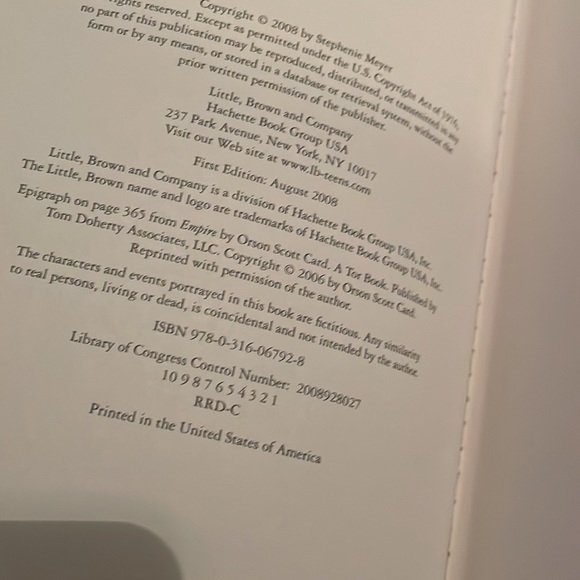 Copyright © 2008 by Stephenie Meyer
rights reserved. Except as permitted under the U.S. Copyright Act of 1976,
no part of this publication may be reproduced, distributed, or transmitted in any
form or by any means, or stored in a database or retrieval system, without the
prior written permission of the publisher.
Little, Brown and Company
Hachette Book Group USA
237 Park Avenue, New York, NY 10017
Visit our Web site at www.lb-teens.com
First Edition: August 2008
Little, Brown and Company is a division of Hachette Book Group USA, Inc.
The Little, Brown name and logo are trademarks of Hachette Book Group USA, Inc.
Epigraph on page 365 from Empire by Orson Scott Card. A Tor Book. Published by
Tom Doherty Associates, LLC. Copyright © 2006 by Orson Scott Card.
Reprinted with permission of the author.
The characters and events portrayed in this book are fictitious. Any similarity
to real persons, living or dead, is coincidental and not intended by the author.
ISBN 978-0-316-06792-8
Library of Congress Control Number: 2008928027
10 9 8 7 6 5 4 3 2 1
RRD-C
Printed in the United States of America